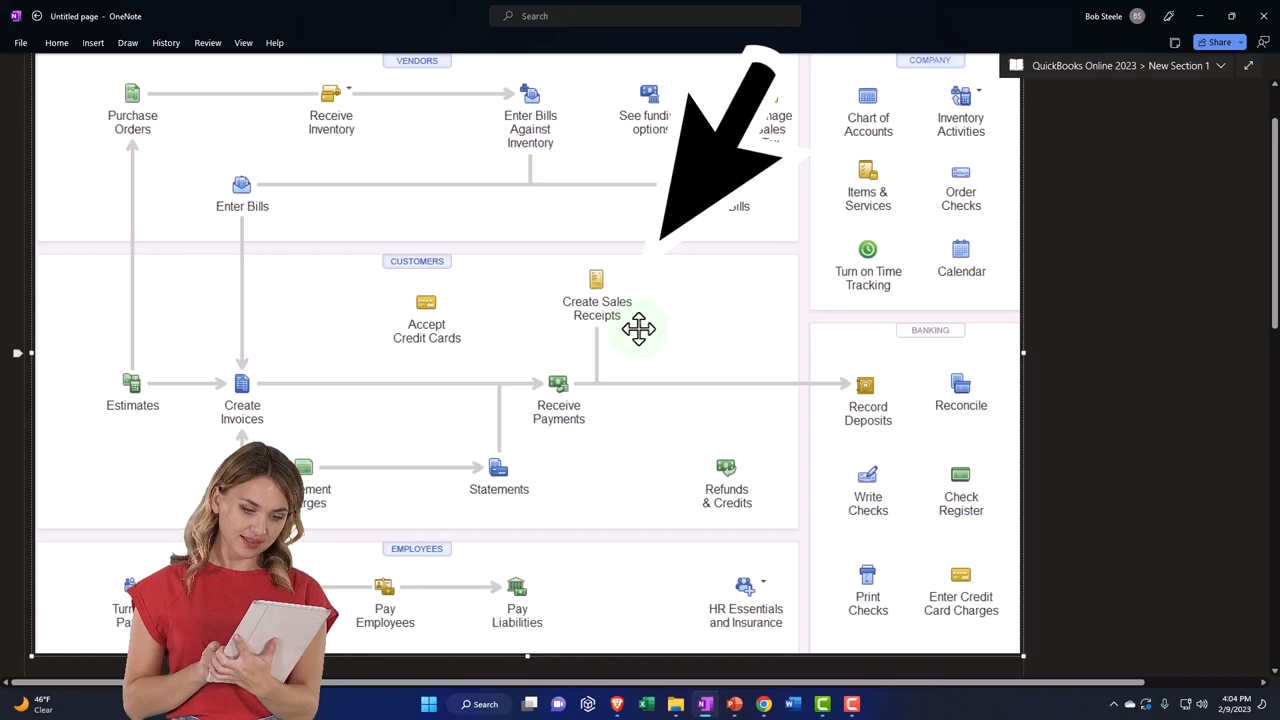 Untitled page - OneNote
Search
Bob Steele
BS
File
Home
Insert
Draw
History
Review
View
Help
Share
QuickBooks Online 2023 > New Section 1
VENDORS
Purchase
Orders
Receive
Inventory
Enter Bills
Against
Inventory
See
Enter Bills
CUSTOMERS
Accept
Credit Cards
Create Sales
Receipts
Estimates
Create
Invoices
Receive
Payments
Statements
Refunds
& Credits
EMPLOYEES
Pay
Employees
Pay
Liabilities
HR Essentials
and Insurance
COMPANY
Chart of
Accounts
Inventory
Activities
Items &
Services
Order
Checks
Turn on Time
Tracking
Calendar
BANKING
Record
Deposits
Reconcile
Write
Checks
Check
Register
Print
Checks
Enter Credit
Card Charges
46°F
Clear
Search
4:04 PM
2/9/2023